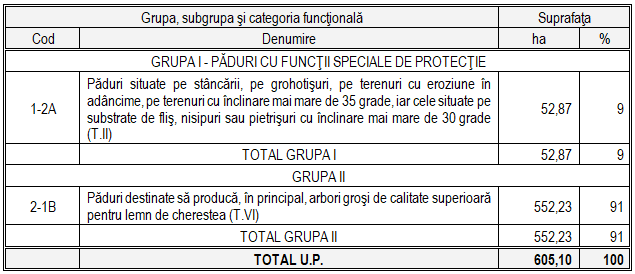 Grupa, subgrupa şi categoria funcţională Suprafaţa
Cod Denumire ha %
GRUPA I - PĂDURI CU FUNCŢII SPECIALE DE PROTECŢIE
Păduri situate pe stâncării, pe grohotişuri, pe terenuri cu eroziune în
adâncime, pe terenuri cu înclinare mai mare de 35 grade, iar cele situate pe
1-2A substrate de fliş, nisipuri sau pietrişuri cu înclinare mai mare de 30 grade 52,87 9
(T.II)
TOTAL GRUPA I 52,87 9
GRUPA II
2-1B Păduri destinate să producă, în principal, arbori groşi de calitate superioară 552,23 91
pentru lemn de cherestea (T.VI)
TOTAL GRUPA II 552,23 91
TOTAL U.P. 605,10 100